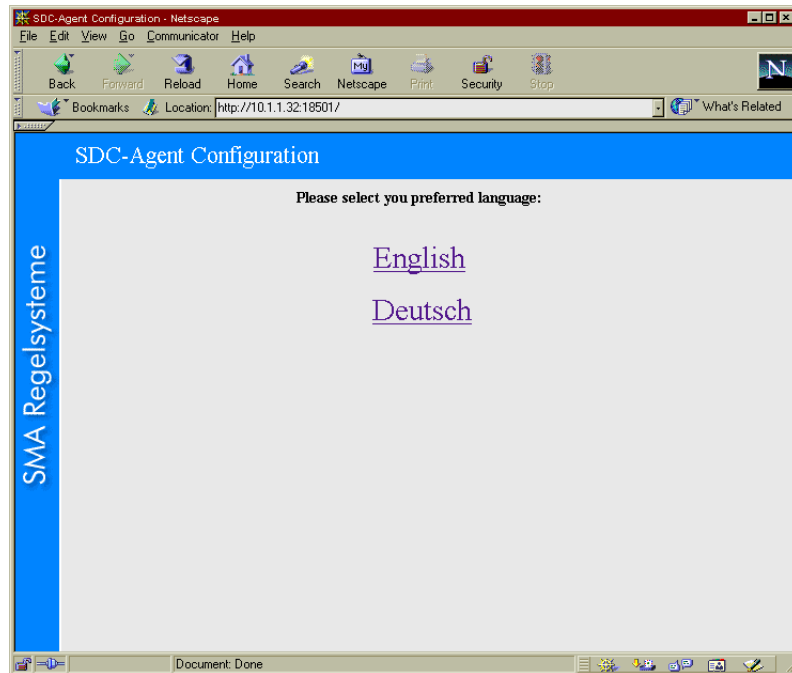 SDC-Agent Configuration - Netscape
File Edit View Go Communicator Help
Back Forward Reload Home Search Netscape Print Security Stop
My
N
Bookmarks Location: http://10.1.1.32:18501/ What's Related
SDC-Agent Configuration
Please select you preferred language:
English
Deutsch
SMA Regelsysteme
Document: Done